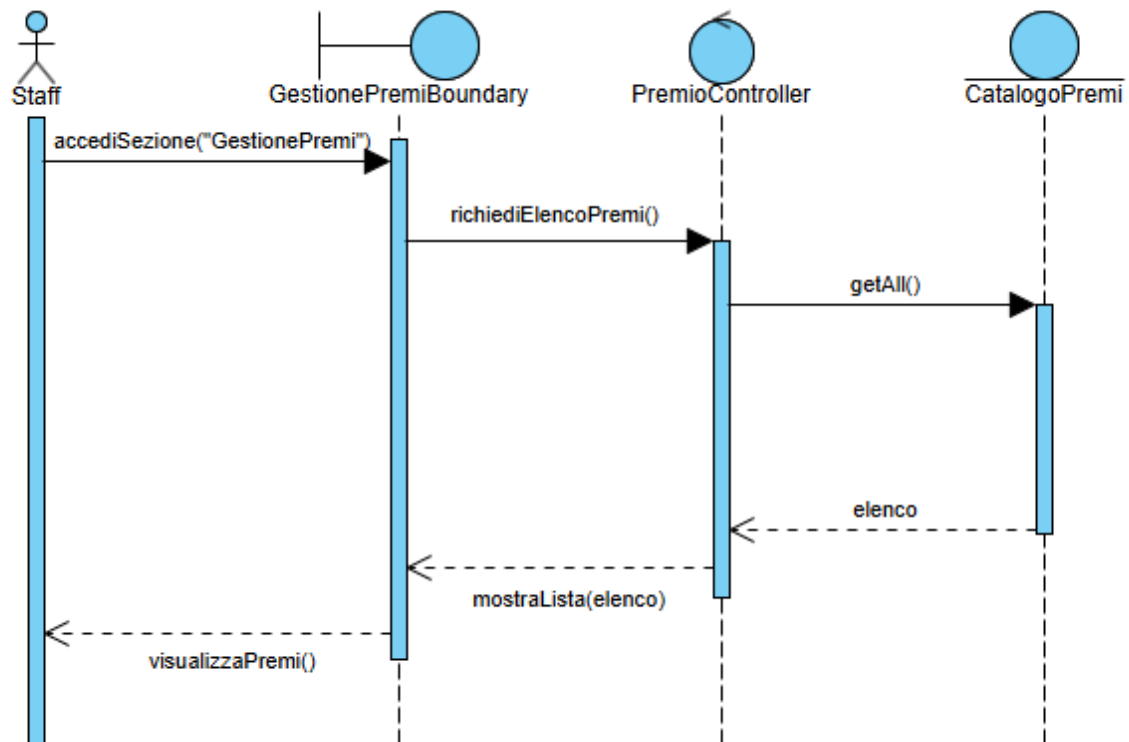 Staff
GestionePremiBoundary
PremioController
CatalogoPremi
accediSezione("GestionePremi")
richiediElencoPremi()
getAll()
elenco
mostraLista(elenco)
visualizzaPremi()